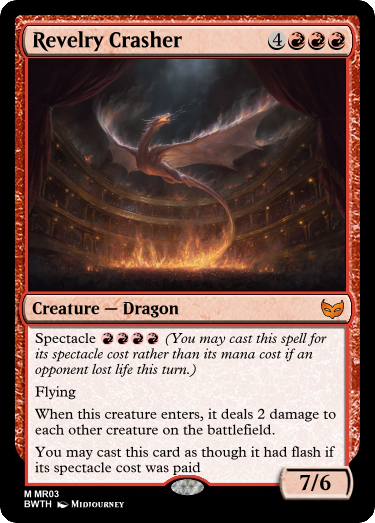 Revelry Crasher 4
Creature — Dragon
Spectacle (You may cast this spell for
its spectacle cost rather than its mana cost if an
opponent lost life this turn.)
Flying
When this creature enters, it deals 2 damage to
each other creature on the battlefield.
You may cast this card as though it had flash if
its spectacle cost was paid
7/6
M MR03
BWTH Midjourney